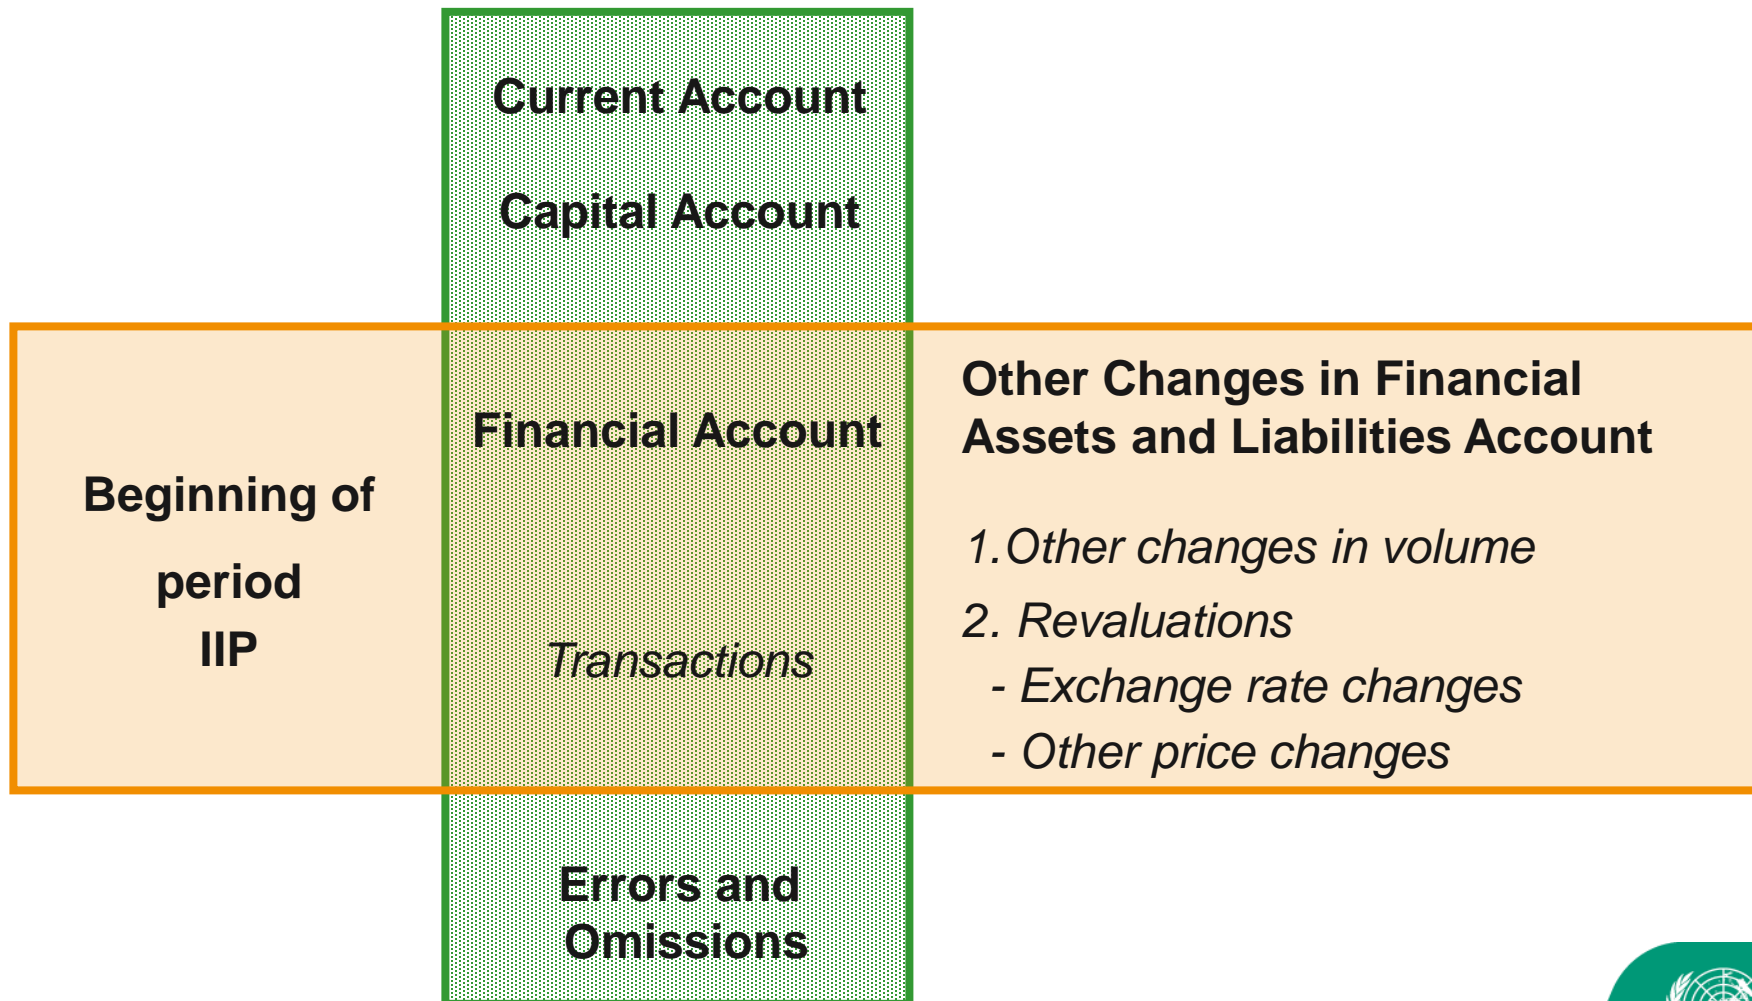 Current Account
Capital Account
Beginning of
period
IIP
Financial Account
Transactions
Other Changes in Financial
Assets and Liabilities Account
1.Other changes in volume
2. Revaluations
- Exchange rate changes
- Other price changes
Errors and
Omissions